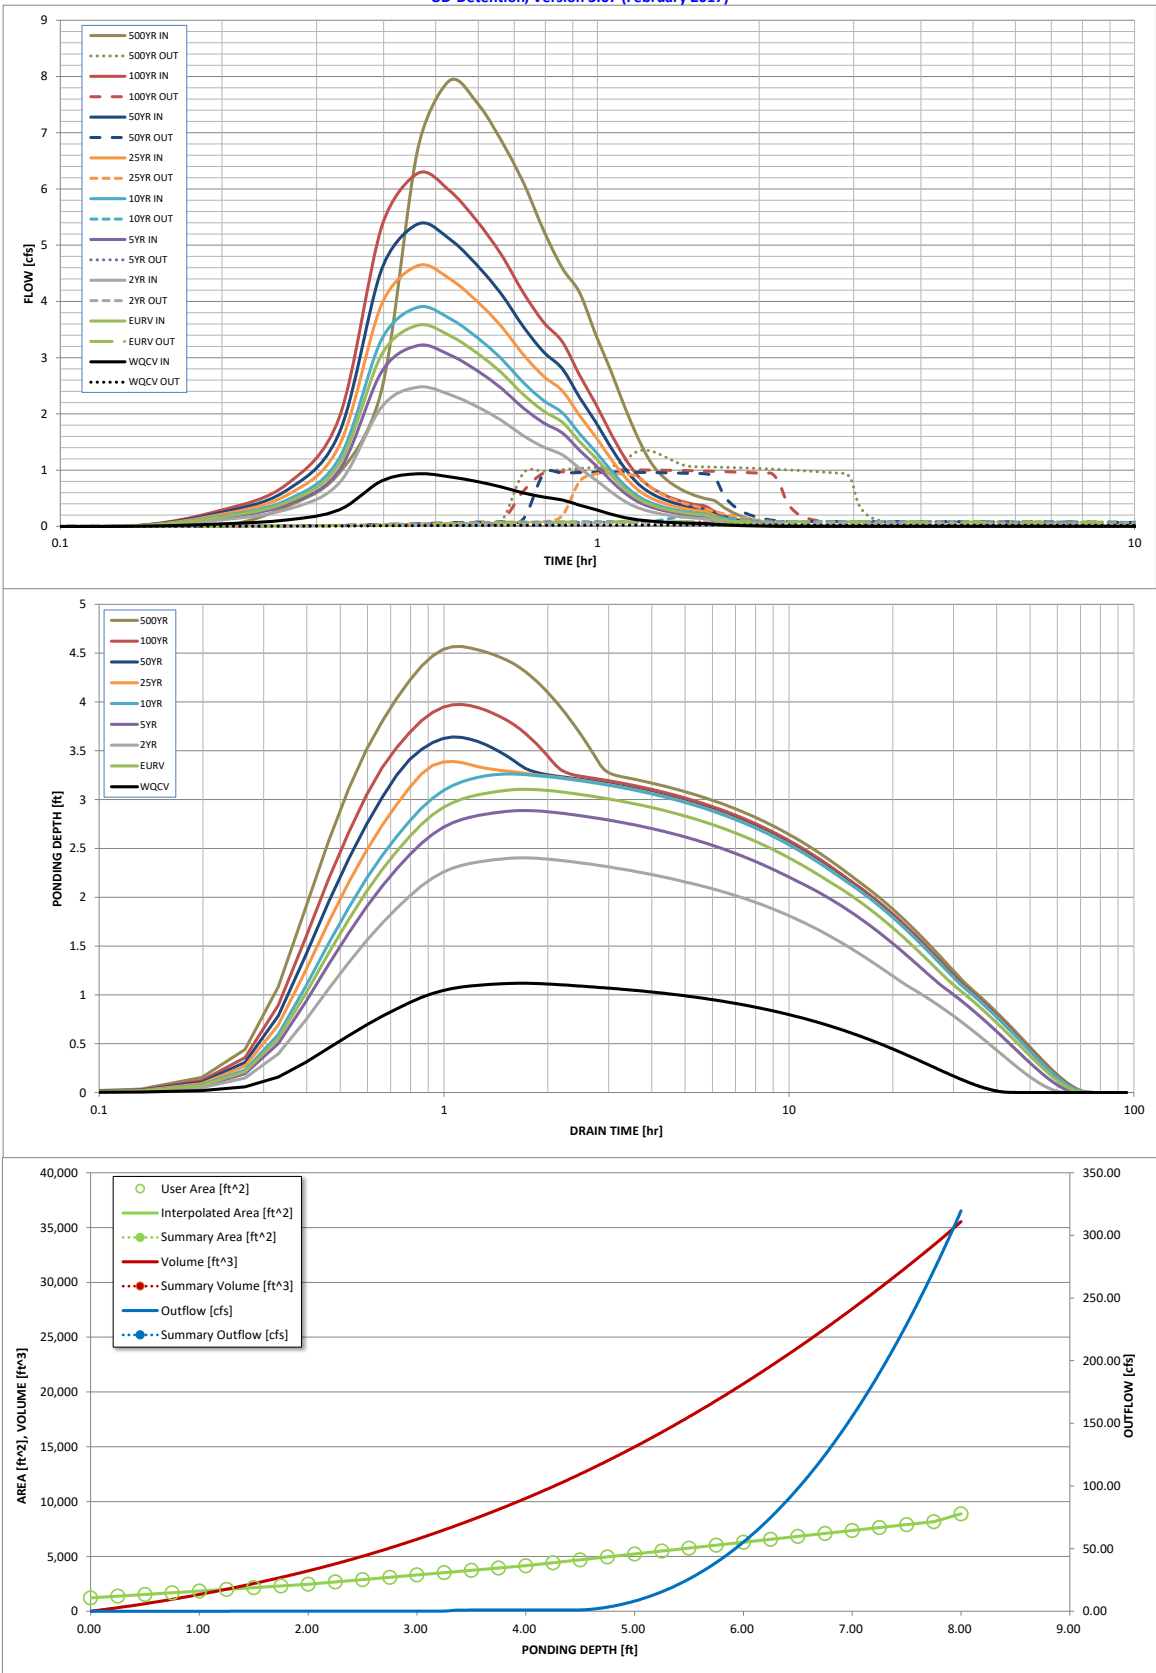 UD-Detention, Version 3.07 (February 2017)
9
8
7
6
5
4
3
2
1
0
FLOW [cfs]
500YR IN
500YR OUT
100YR IN
100YR OUT
50YR IN
50YR OUT
25YR IN
25YR OUT
10YR IN
10YR OUT
5YR IN
5YR OUT
2YR IN
2YR OUT
EURV IN
EURV OUT
WQCV IN
WQCV OUT
0.1 1 10
TIME [hr]
5
4.5
4
3.5
3
2.5
2
1.5
1
0.5
0
PONDING DEPTH [ft]
500YR
100YR
50YR
25YR
10YR
5YR
2YR
EURV
WQCV
0.1 1 10 100
DRAIN TIME [hr]
40,000
35,000
30,000
25,000
20,000
15,000
10,000
5,000
0
AREA [ft^2], VOLUME [ft^3]
User Area [ft^2]
Interpolated Area [ft^2]
Summary Area [ft^2]
Volume [ft^3]
Summary Volume [ft^3]
Outflow [cfs]
Summary Outflow [cfs]
350.00
300.00
250.00
200.00
150.00
100.00
50.00
0.00
OUTFLOW [cfs]
0.00 1.00 2.00 3.00 4.00 5.00 6.00 7.00 8.00 9.00
PONDING DEPTH [ft]